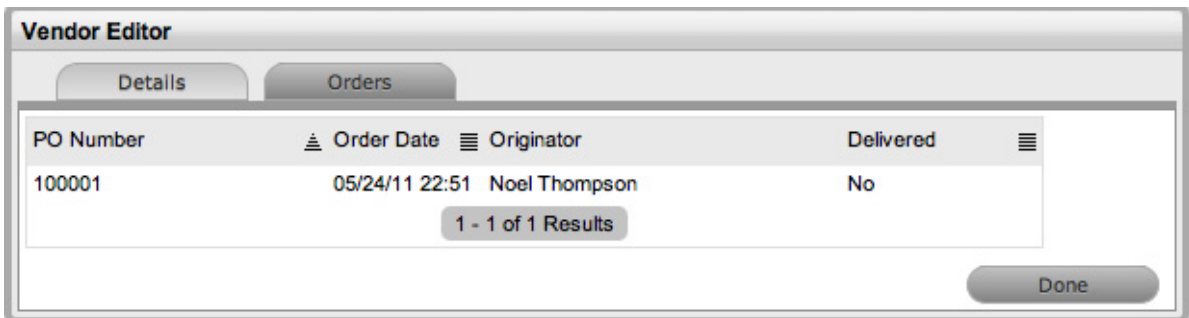 Vendor Editor
Details Orders
PO Number Order Date Originator Delivered
100001 05/24/11 22:51 Noel Thompson No
1 - 1 of 1 Results
Done